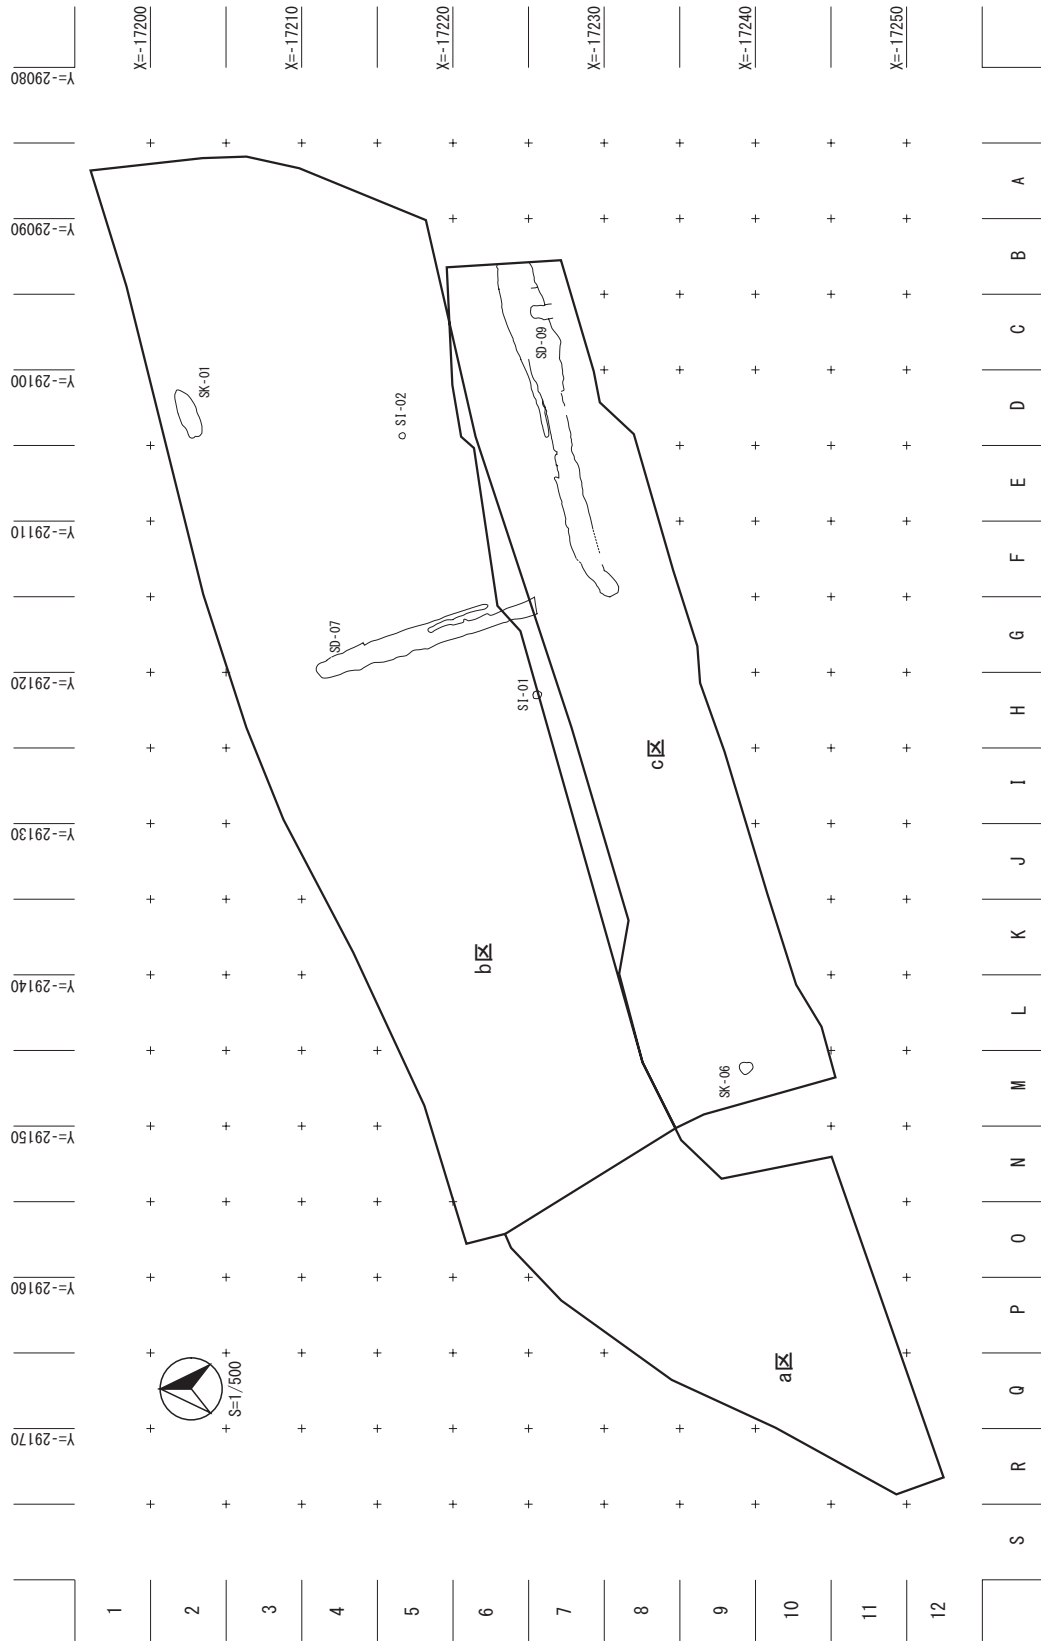 X=-17200
X=-17210
X=-17220
X=-17230
X=-17240
X=-17250
Y=-29080
Y=-29090
Y=-29100
Y=-29110
Y=-29120
Y=-29130
Y=-29140
Y=-29150
Y=-29160
Y=-29170
A
B
C
D
E
F
G
H
I
J
K
L
M
N
O
P
Q
R
S
SK-01
SI-02
SD-09
SD-07
SI-01
c区
b区
SK-06
a区
S=1/500
1
2
3
4
5
6
7
8
9
10
11
12